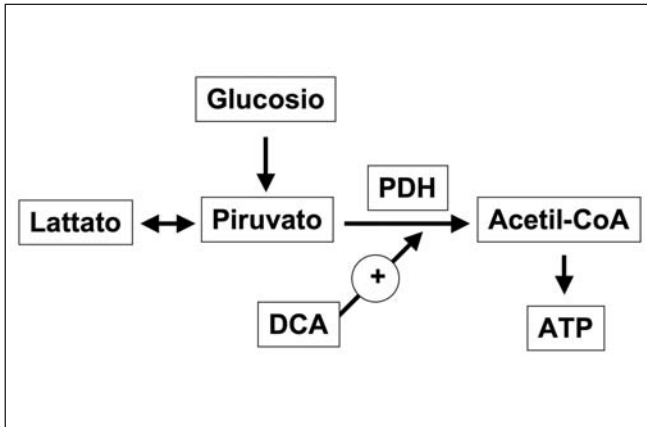 Glucosio
PDH
Lattato
Piruvato
Acetil-CoA
+
DCA
ATP